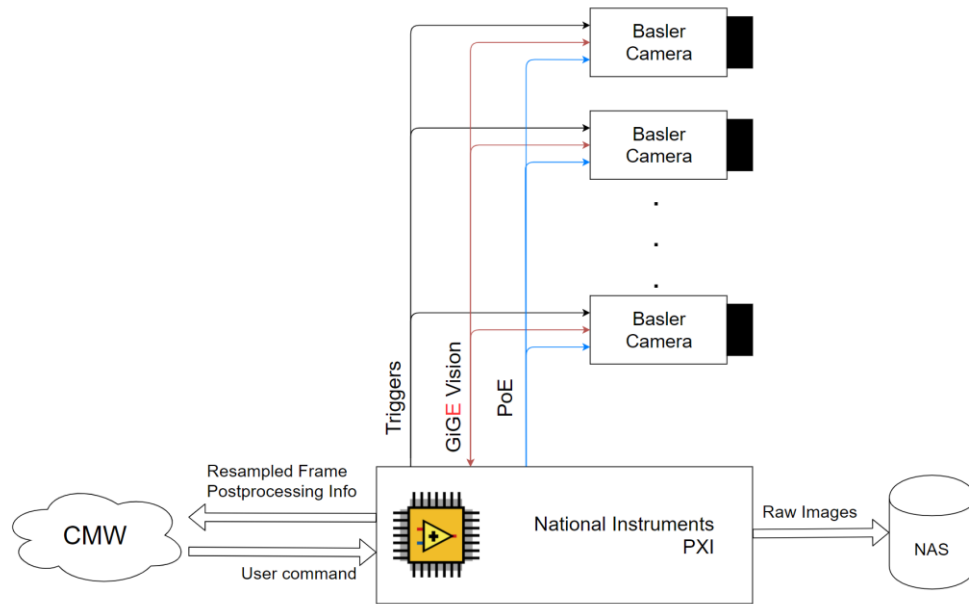 Basler
Camera
Basler
Camera
.
.
.
Basler
Camera
Triggers
GiGE Vision
PoE
Resampled Frame
Postprocessing Info
CMW
User command
National Instruments
PXI
Raw Images
NAS